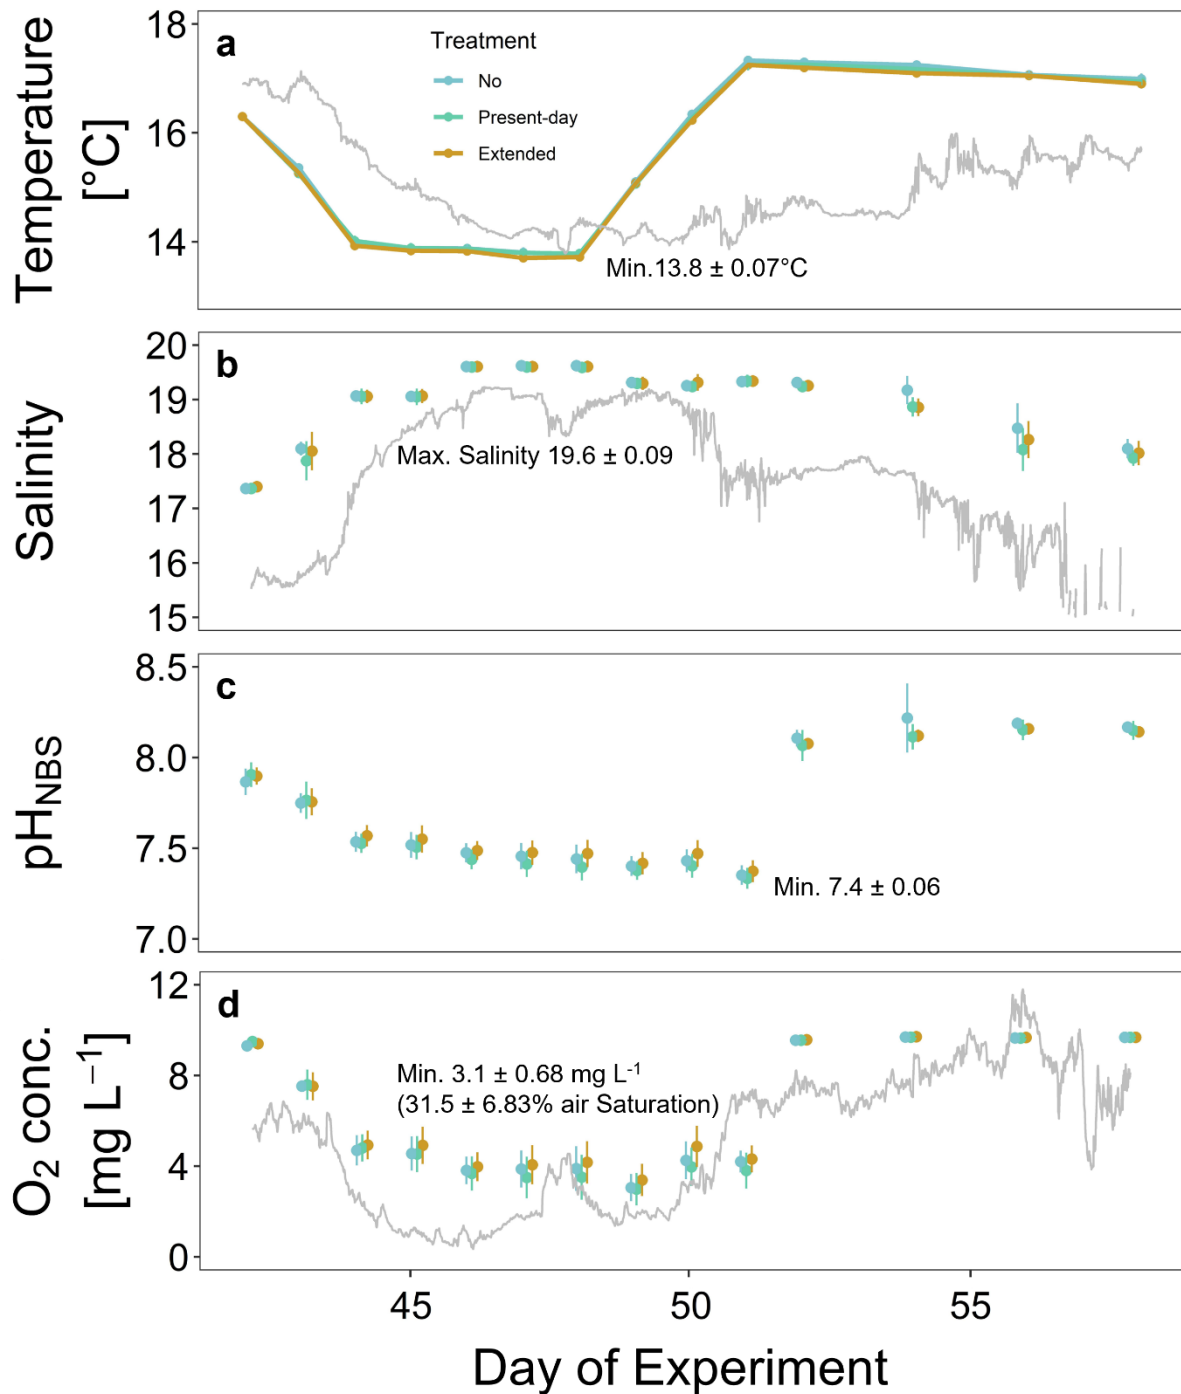 a
Treatment
No
Present-day
Extended
18
16
14
Temperature
[°C]
Min.13.8 ± 0.07°C
b
20
19
18
17
16
15
Salinity
Max. Salinity 19.6 ± 0.09
c
8.5
8.0
7.5
7.0
pHNBS
Min. 7.4 ± 0.06
d
12
8
4
0
O₂ conc.
[mg L⁻¹]
Min. 3.1 ± 0.68 mg L⁻¹
(31.5 ± 6.83% air Saturation)
45 50 55
Day of Experiment